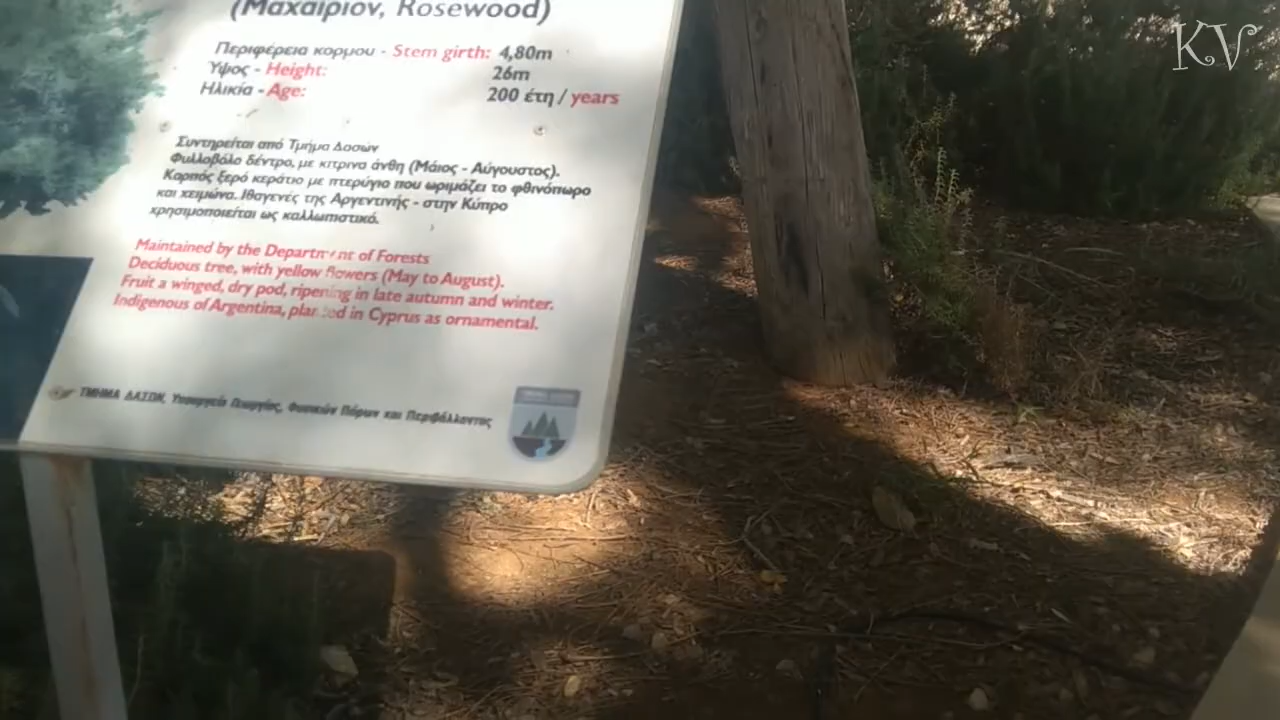 (Μαχαίριον, Rosewood)
KV
Περιφέρεια κορμου - Stem girth: 4,80m
Ύψος - Height: 26m
Ηλικία - Age: 200 έτη / years
Συντηρείται από Τμήμα Δασών
Φυλλοβόλο δέντρο, με κίτρινα άνθη (Μάιος - Αύγουστος).
Καρπός ξερό κεράτιο με πτερύγια που ωριμάζει το φθινόπωρο
και χειμώνα. Ιθαγενές της Αργεντινής - στην Κύπρο
χρησιμοποιείται ως καλλωπιστικό.
Maintained by the Department of Forests
Deciduous tree, with yellow flowers (May to August).
Fruit a winged, dry pod, ripening in late autumn and winter.
Indigenous of Argentina, planted in Cyprus as ornamental.
ΤΜΗΜΑ ΔΑΣΩΝ, Υπουργείο Γεωργίας, Φυσικών Πόρων και Περιβάλλοντος